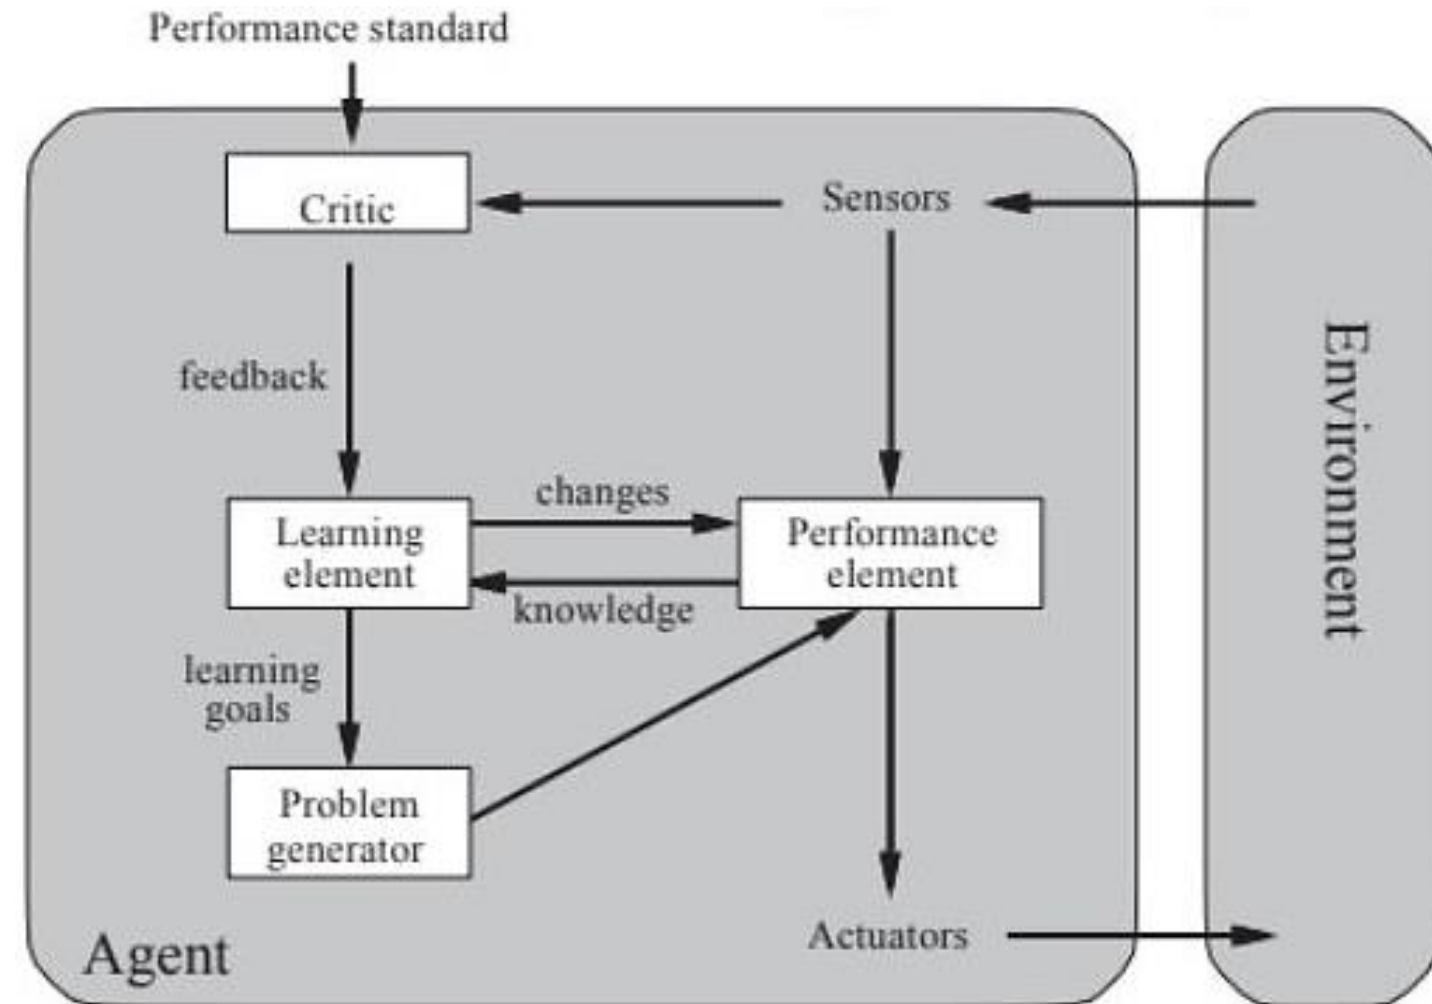 Performance standard
Critic
Sensors
feedback
changes
Learning
element
Performance
element
knowledge
learning
goals
Problem
generator
Agent
Actuators
Environment